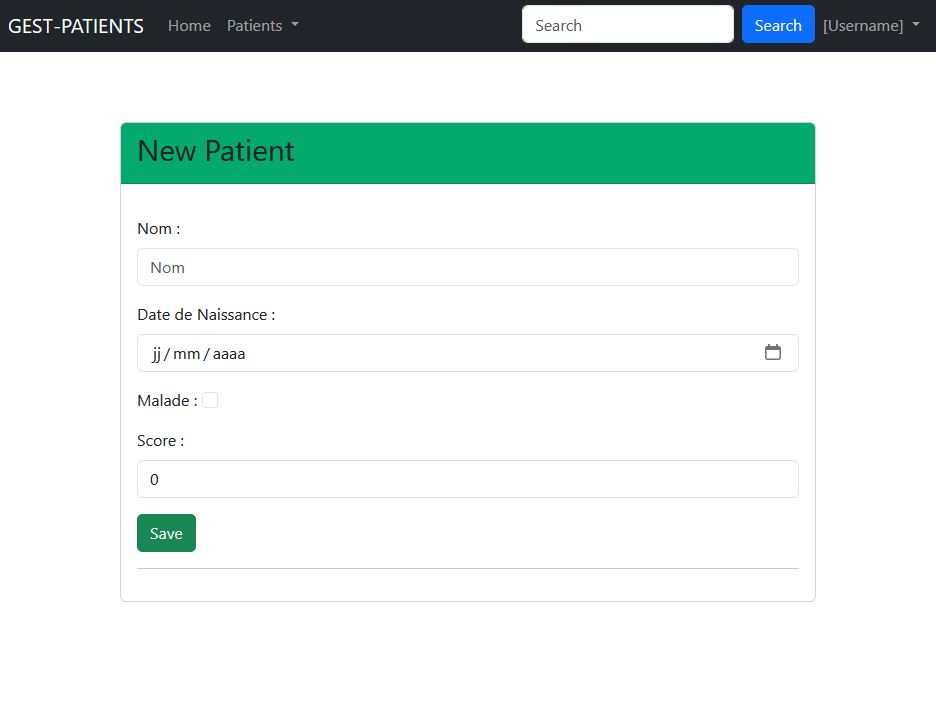 GEST-PATIENTS Home Patients Search Search [Username]
New Patient
Nom :
Nom
Date de Naissance :
jj/mm/aaaa
Malade :
Score :
0
Save